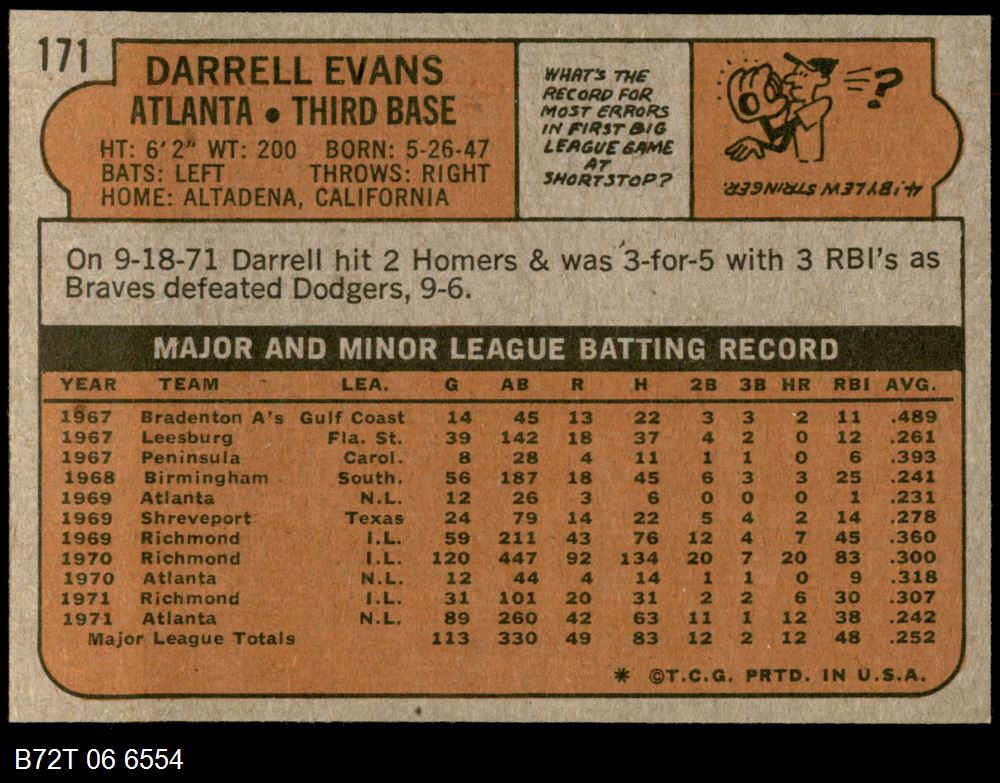 171
DARRELL EVANS
ATLANTA • THIRD BASE
HT: 6'2" WT: 200 BORN: 5-26-47
BATS: LEFT THROWS: RIGHT
HOME: ALTADENA, CALIFORNIA
WHAT'S THE
RECORD FOR
MOST ERRORS
IN FIRST BIG
LEAGUE GAME
AT
SHORTSTOP?
?
4, BY LEW STRINGER.
On 9-18-71 Darrell hit 2 Homers & was 3-for-5 with 3 RBI's as
Braves defeated Dodgers, 9-6.
MAJOR AND MINOR LEAGUE BATTING RECORD
YEAR TEAM LEA. G AB R H 2B 3B HR RBI AVG.
1967 Bradenton A's Gulf Coast 14 45 13 22 3 3 2 11 .489
1967 Leesburg Fla. St. 39 142 18 37 4 2 0 12 .261
1967 Peninsula Carol. 8 28 4 11 1 1 0 6 .393
1968 Birmingham South. 56 187 18 45 6 3 3 25 .241
1969 Atlanta N.L. 12 26 3 6 0 0 0 1 .231
1969 Shreveport Texas 24 79 14 22 5 4 2 14 .278
1969 Richmond I.L. 59 211 43 76 12 4 7 45 .360
1970 Richmond I.L. 120 447 92 134 20 7 20 83 .300
1970 Atlanta N.L. 12 44 4 14 1 1 0 9 .318
1971 Richmond I.L. 31 101 20 31 2 2 6 30 .307
1971 Atlanta N.L. 89 260 42 63 11 1 12 38 .242
Major League Totals 113 330 49 83 12 2 12 48 .252
* ©T.C.G. PRTD. IN U.S.A.
B72T 06 6554